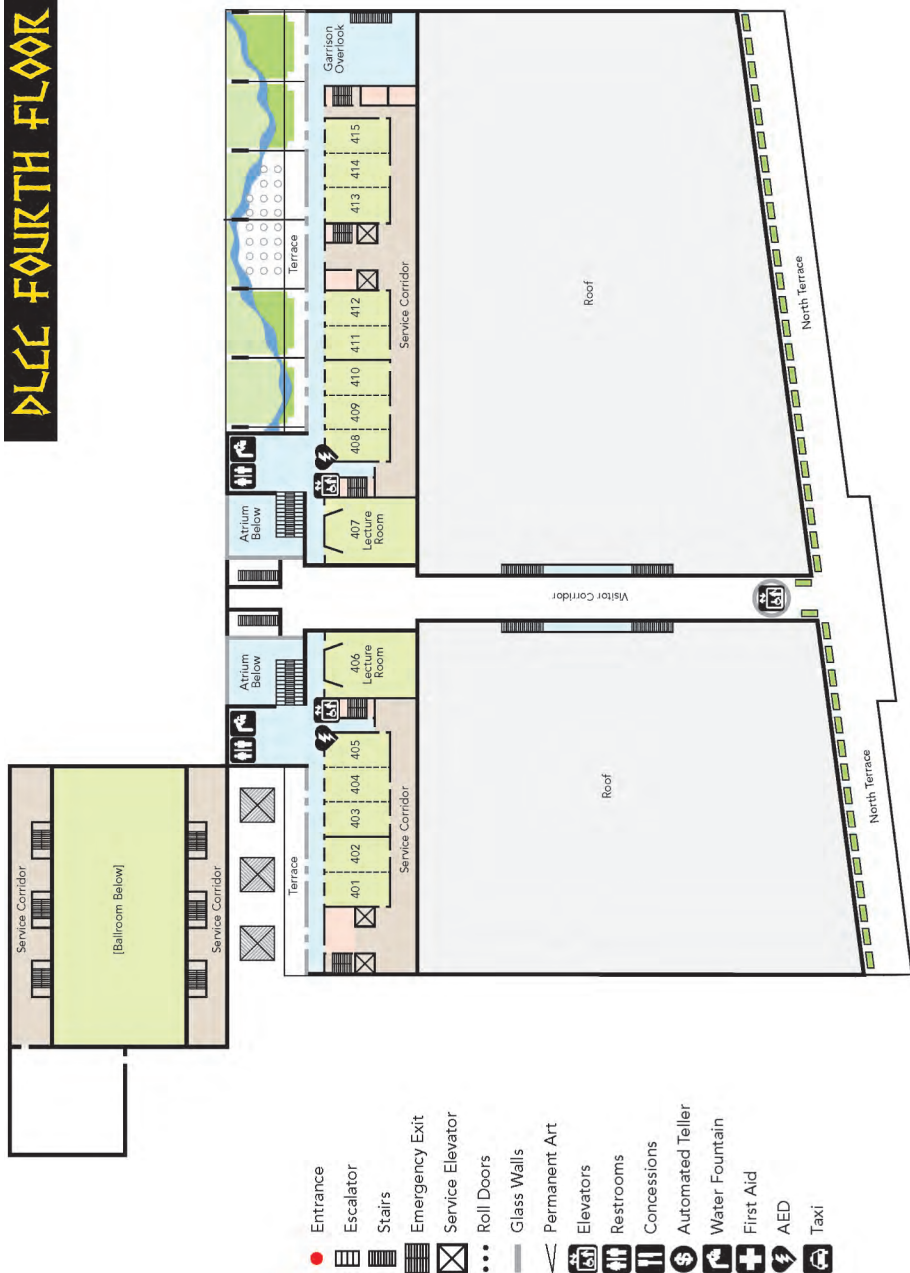 DLCC FOURTH FLOOR
Service Corridor
[Ballroom Below]
Service Corridor
Terrace
Atrium
Below
Atrium
Below
Terrace
Garrison
Overlook
401
402
403
404
405
406
Lecture
Room
407
Lecture
Room
408
409
410
411
412
413
414
415
Service Corridor
Service Corridor
Visitor Corridor
Roof
Roof
North Terrace
North Terrace
Entrance
Escalator
Stairs
Emergency Exit
Service Elevator
Roll Doors
Glass Walls
Permanent Art
Elevators
Restrooms
Concessions
$ Automated Teller
Water Fountain
First Aid
AED
Taxi